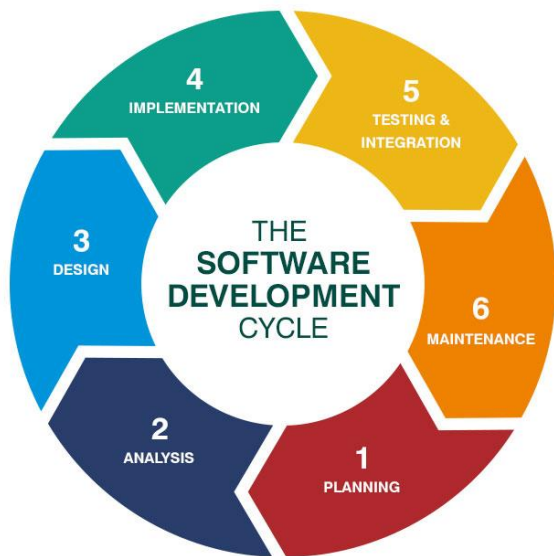 THE
SOFTWARE
DEVELOPMENT
CYCLE
1
PLANNING
2
ANALYSIS
3
DESIGN
4
IMPLEMENTATION
5
TESTING &
INTEGRATION
6
MAINTENANCE